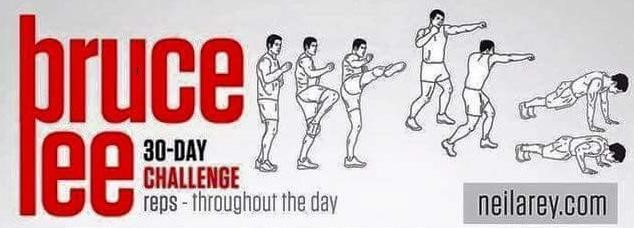 bruce
lee
30-DAY
CHALLENGE
reps - throughout the day
neilarey.com